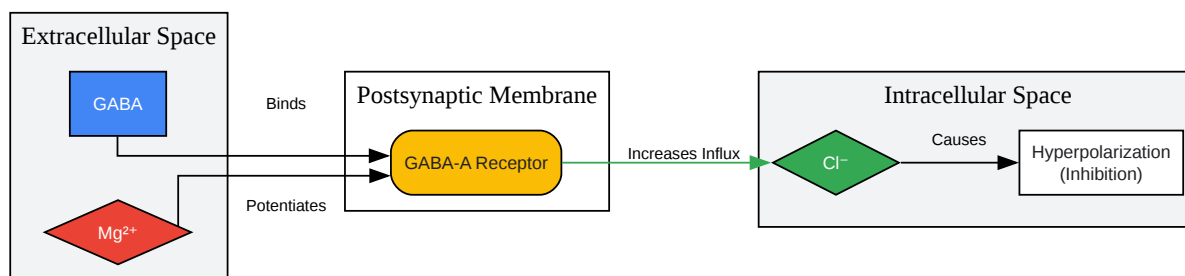 Extracellular Space
GABA
Mg²⁺
Binds
Potentiates
Postsynaptic Membrane
GABA-A Receptor
Increases Influx
Intracellular Space
Cl⁻
Causes
Hyperpolarization
(Inhibition)